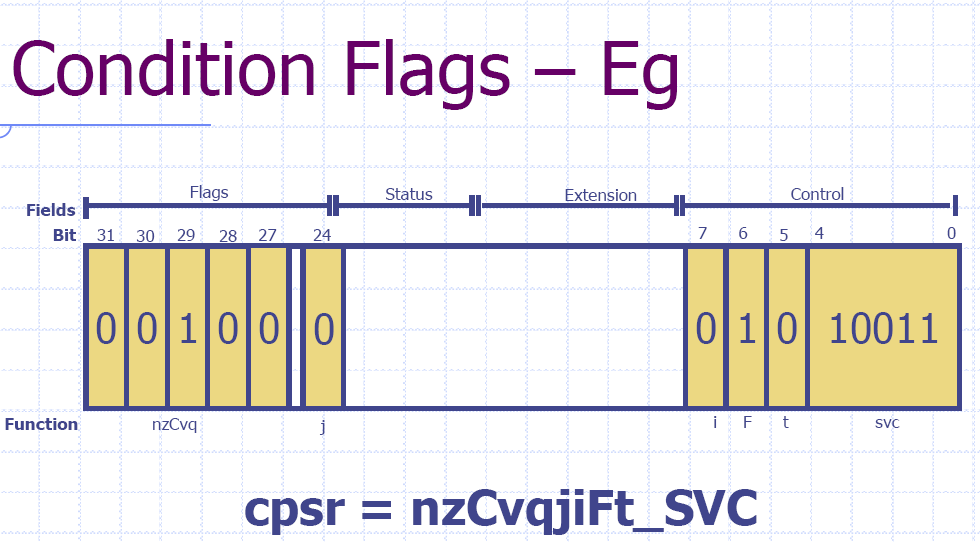 Condition Flags – Eg
Flags Status Extension Control
Fields
Bit 31 30 29 28 27 24 7 6 5 4 0
0 0 1 0 0 0 0 1 0 10011
Function nzCvq j i F t svc
cpsr = nzCvqjiFt_SVC